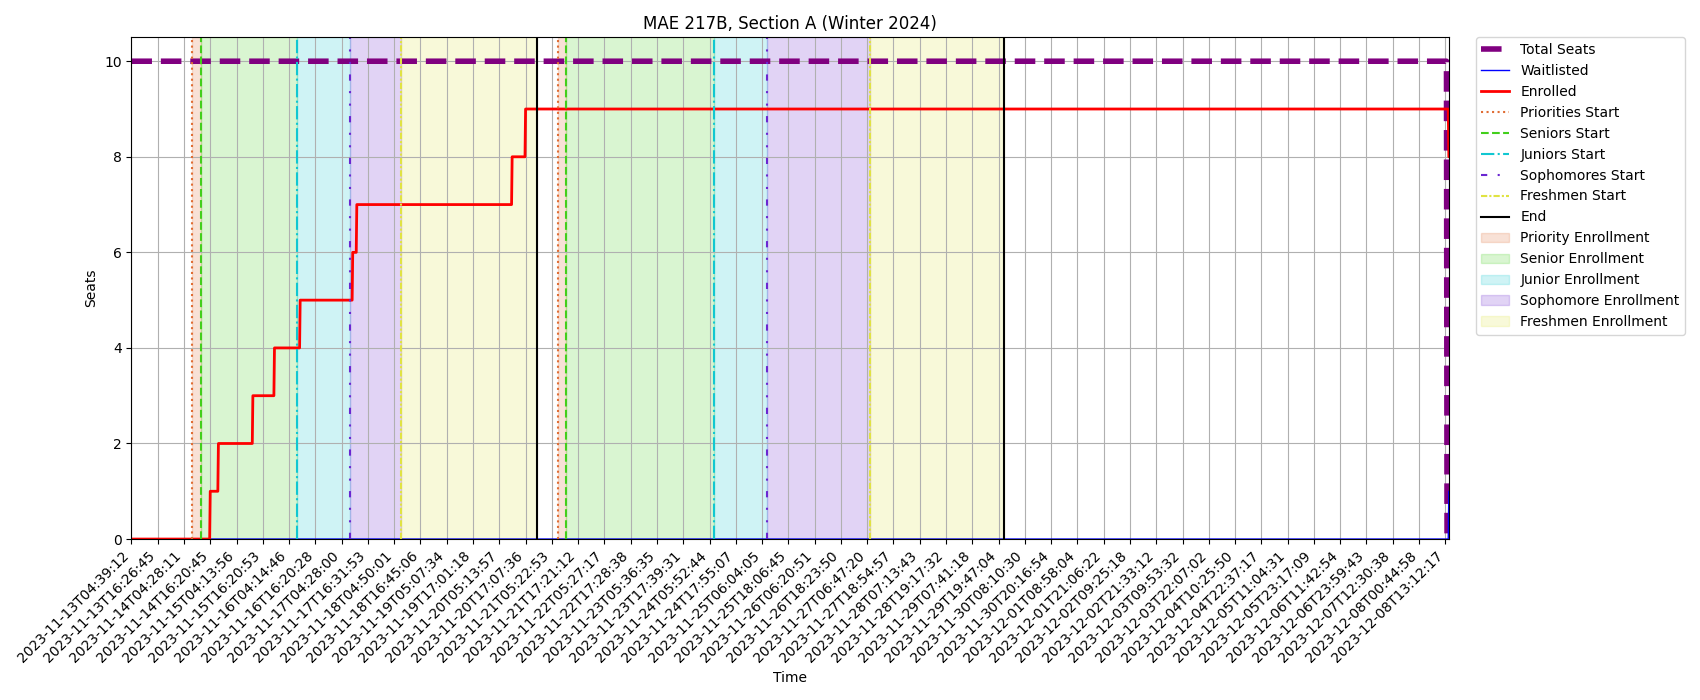 MAE 217B, Section A (Winter 2024)
Seats
10
8
6
4
2
0
2023-11-13T04:39:12
2023-11-13T16:26:45
2023-11-14T04:28:11
2023-11-14T16:20:45
2023-11-15T04:13:56
2023-11-15T16:20:53
2023-11-16T04:14:46
2023-11-16T16:20:28
2023-11-17T04:28:00
2023-11-17T16:31:53
2023-11-18T04:50:01
2023-11-18T16:45:06
2023-11-19T05:07:34
2023-11-19T17:01:18
2023-11-20T05:13:57
2023-11-20T17:07:36
2023-11-21T05:22:53
2023-11-21T17:21:12
2023-11-22T05:27:17
2023-11-22T17:28:38
2023-11-23T05:36:35
2023-11-23T17:39:31
2023-11-24T05:52:44
2023-11-24T17:55:07
2023-11-25T06:04:05
2023-11-25T18:06:45
2023-11-26T06:20:51
2023-11-26T18:23:50
2023-11-27T06:47:20
2023-11-27T18:54:57
2023-11-28T07:13:43
2023-11-28T19:17:32
2023-11-29T07:41:18
2023-11-29T19:47:04
2023-11-30T08:10:30
2023-11-30T20:16:54
2023-12-01T08:58:04
2023-12-01T21:06:22
2023-12-02T09:25:18
2023-12-02T21:33:12
2023-12-03T09:53:32
2023-12-03T22:07:02
2023-12-04T10:25:50
2023-12-04T22:37:17
2023-12-05T11:04:31
2023-12-05T23:17:09
2023-12-06T11:42:54
2023-12-06T23:59:43
2023-12-07T12:30:38
2023-12-08T00:44:58
2023-12-08T13:12:17
Time
Total Seats
Waitlisted
Enrolled
Priorities Start
Seniors Start
Juniors Start
Sophomores Start
Freshmen Start
End
Priority Enrollment
Senior Enrollment
Junior Enrollment
Sophomore Enrollment
Freshmen Enrollment